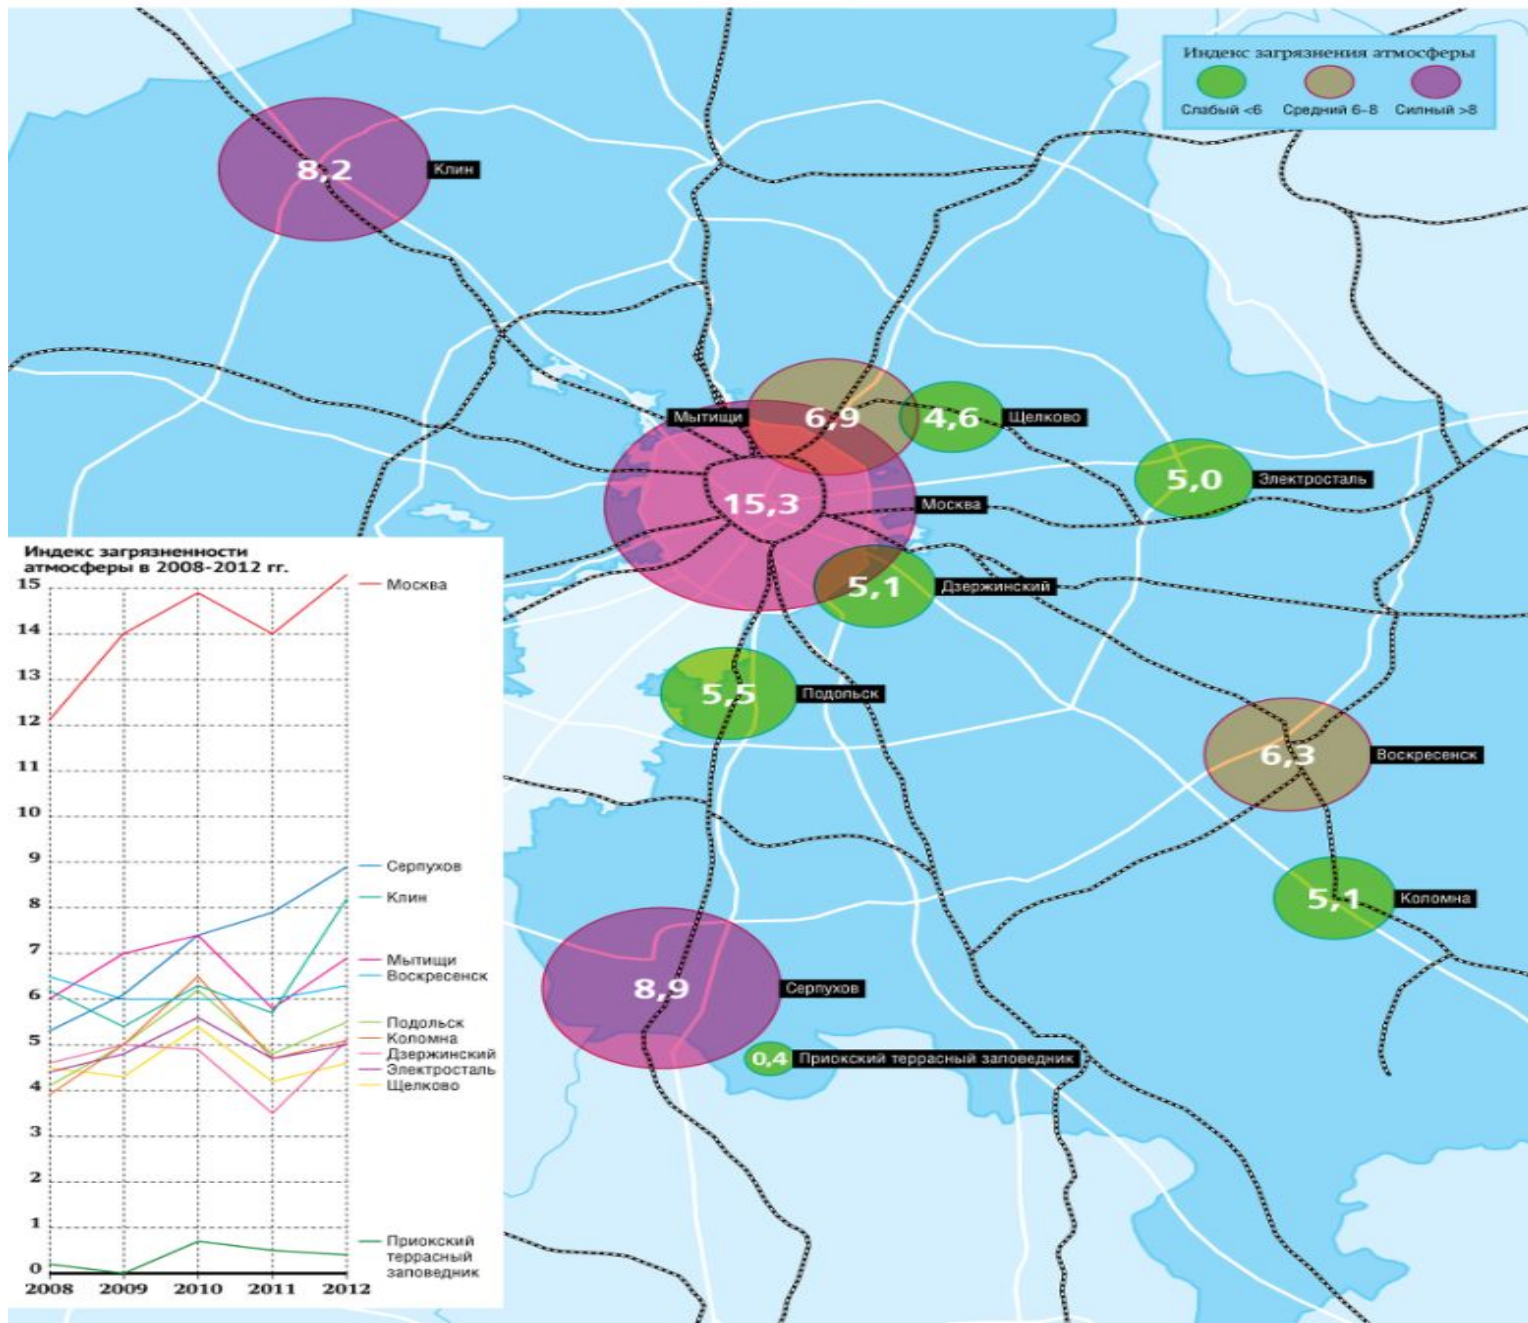 Индекс загрязнения атмосферы
Слабый <6
Средний 6-8
Силный >8
8,2
Клин
Мытищи
6,9
4,6
Щелково
5,0
Электросталь
15,3
Москва
5,1
Дзержинский
5,5
Подольск
6,3
Воскресенск
5,1
Коломна
8,9
Серпухов
0,4
Приокский террасный заповедник
Индекс загрязненности
атмосферы в 2008-2012 гг.
15
14
13
12
11
10
9
8
7
6
5
4
3
2
1
0
2008
2009
2010
2011
2012
Москва
Серпухов
Клин
Мытищи
Воскресенск
Подольск
Коломна
Дзержинский
Электросталь
Щелково
Приокский
террасный
заповедник